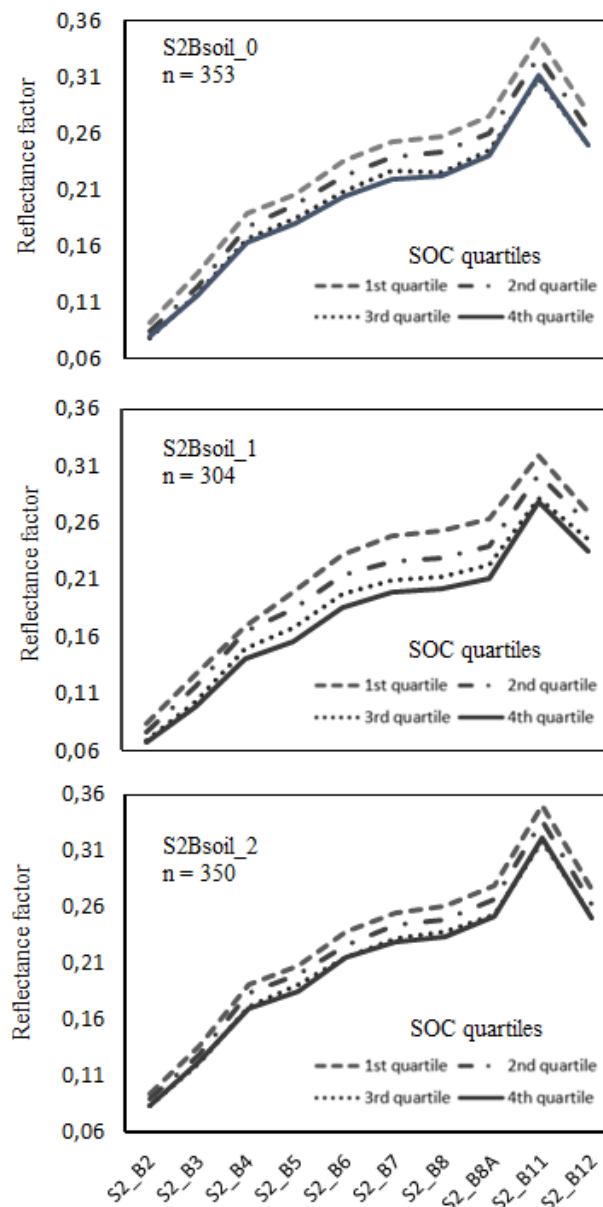 0,36
0,31
0,26
0,21
0,16
0,11
0,06
Reflectance factor
S2Bsoil_0
n = 353
SOC quartiles
1st quartile
2nd quartile
3rd quartile
4th quartile
0,36
0,31
0,26
0,21
0,16
0,11
0,06
Reflectance factor
S2Bsoil_1
n = 304
SOC quartiles
1st quartile
2nd quartile
3rd quartile
4th quartile
0,36
0,31
0,26
0,21
0,16
0,11
0,06
Reflectance factor
S2Bsoil_2
n = 350
SOC quartiles
1st quartile
2nd quartile
3rd quartile
4th quartile
S2_B2
S2_B3
S2_B4
S2_B5
S2_B6
S2_B7
S2_B8
S2_B8A
S2_B11
S2_B12